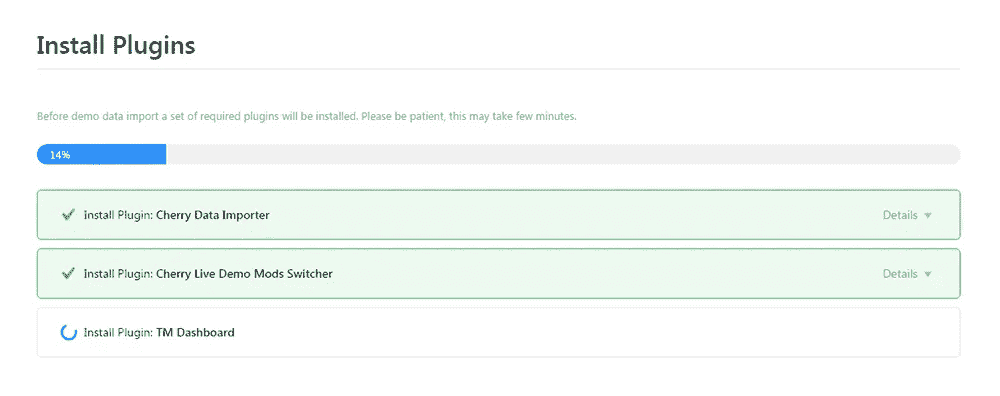 Install Plugins
Before demo data import a set of required plugins will be installed. Please be patient, this may take few minutes.
14%
Install Plugin: Cherry Data Importer Details
Install Plugin: Cherry Live Demo Mods Switcher Details
Install Plugin: TM Dashboard